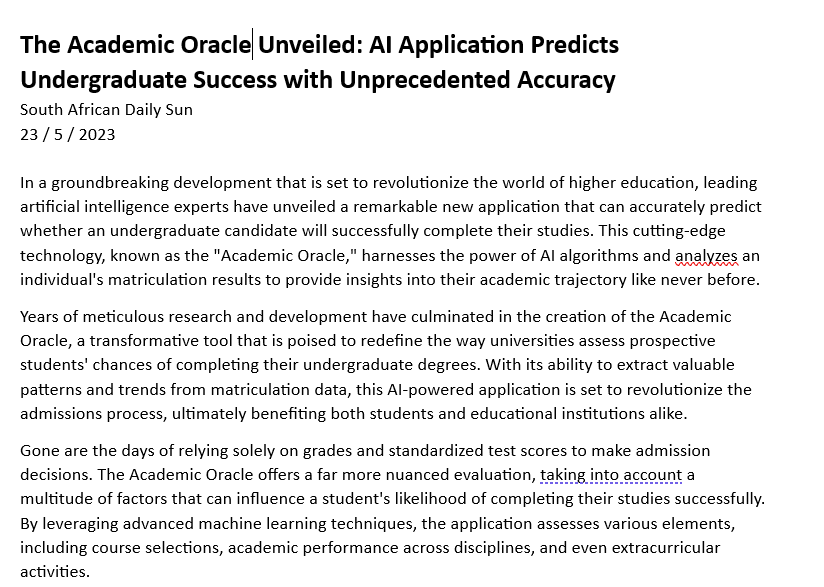 The Academic Oracle Unveiled: AI Application Predicts
Undergraduate Success with Unprecedented Accuracy
South African Daily Sun
23 / 5 / 2023
In a groundbreaking development that is set to revolutionize the world of higher education, leading
artificial intelligence experts have unveiled a remarkable new application that can accurately predict
whether an undergraduate candidate will successfully complete their studies. This cutting-edge
technology, known as the "Academic Oracle," harnesses the power of AI algorithms and analyzes an
individual's matriculation results to provide insights into their academic trajectory like never before.
Years of meticulous research and development have culminated in the creation of the Academic
Oracle, a transformative tool that is poised to redefine the way universities assess prospective
students' chances of completing their undergraduate degrees. With its ability to extract valuable
patterns and trends from matriculation data, this AI-powered application is set to revolutionize the
admissions process, ultimately benefiting both students and educational institutions alike.
Gone are the days of relying solely on grades and standardized test scores to make admission
decisions. The Academic Oracle offers a far more nuanced evaluation, taking into account a
multitude of factors that can influence a student's likelihood of completing their studies successfully.
By leveraging advanced machine learning techniques, the application assesses various elements,
including course selections, academic performance across disciplines, and even extracurricular
activities.